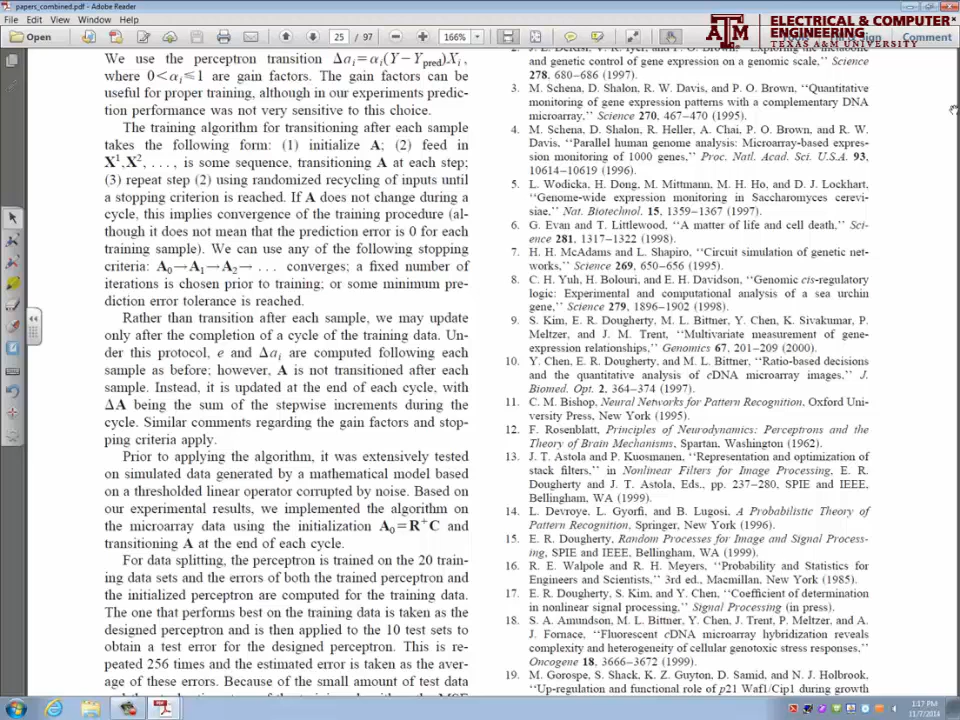 papers_combined.pdf - Adobe Reader
File Edit View Window Help
Open
25 / 97
166%
Comment
ELECTRICAL & COMPUTER
ENGINEERING
TEXAS A&M UNIVERSITY
We use the perceptron transition Δaᵢ=αᵢ(Y−Ypred)Xᵢ,
where 0<αᵢ≤1 are gain factors. The gain factors can be
useful for proper training, although in our experiments predic-
tion performance was not very sensitive to this choice.
The training algorithm for transitioning after each sample
takes the following form: (1) initialize A; (2) feed in
X¹,X², . . . , is some sequence, transitioning A at each step;
(3) repeat step (2) using randomized recycling of inputs until
a stopping criterion is reached. If A does not change during a
cycle, this implies convergence of the training procedure (al-
though it does not mean that the prediction error is 0 for each
training sample). We can use any of the following stopping
criteria: A₀→A₁→A₂→ . . . converges; a fixed number of
iterations is chosen prior to training; or some minimum pre-
diction error tolerance is reached.
Rather than transition after each sample, we may update
only after the completion of a cycle of the training data. Un-
der this protocol, e and Δaᵢ are computed following each
sample as before; however, A is not transitioned after each
sample. Instead, it is updated at the end of each cycle, with
ΔA being the sum of the stepwise increments during the
cycle. Similar comments regarding the gain factors and stop-
ping criteria apply.
Prior to applying the algorithm, it was extensively tested
on simulated data generated by a mathematical model based
on a thresholded linear operator corrupted by noise. Based on
our experimental results, we implemented the algorithm on
the microarray data using the initialization A₀=R⁺C and
transitioning A at the end of each cycle.
For data splitting, the perceptron is trained on the 20 train-
ing data sets and the errors of both the trained perceptron and
the initialized perceptron are computed for the training data.
The one that performs best on the training data is taken as the
designed perceptron and is then applied to the 10 test sets to
obtain a test error for the designed perceptron. This is re-
peated 256 times and the estimated error is taken as the aver-
age of these errors. Because of the small amount of test data
and genetic control of gene expression on a genomic scale,'' Science
278, 680–686 (1997).
3. M. Schena, D. Shalon, R. W. Davis, and P. O. Brown, ''Quantitative
monitoring of gene expression patterns with a complementary DNA
microarray,'' Science 270, 467–470 (1995).
4. M. Schena, D. Shalon, R. Heller, A. Chai, P. O. Brown, and R. W.
Davis, ''Parallel human genome analysis: Microarray-based expres-
sion monitoring of 1000 genes,'' Proc. Natl. Acad. Sci. U.S.A. 93,
10614–10619 (1996).
5. L. Wodicka, H. Dong, M. Mittmann, M. H. Ho, and D. J. Lockhart,
''Genome-wide expression monitoring in Saccharomyces cerevi-
siae,'' Nat. Biotechnol. 15, 1359–1367 (1997).
6. G. Evan and T. Littlewood, ''A matter of life and cell death,'' Sci-
ence 281, 1317–1322 (1998).
7. H. H. McAdams and L. Shapiro, ''Circuit simulation of genetic net-
works,'' Science 269, 650–656 (1995).
8. C. H. Yuh, H. Bolouri, and E. H. Davidson, ''Genomic cis-regulatory
logic: Experimental and computational analysis of a sea urchin
gene,'' Science 279, 1896–1902 (1998).
9. S. Kim, E. R. Dougherty, M. L. Bittner, Y. Chen, K. Sivakumar, P.
Meltzer, and J. M. Trent, ''Multivariate measurement of gene-
expression relationships,'' Genomics 67, 201–209 (2000).
10. Y. Chen, E. R. Dougherty, and M. L. Bittner, ''Ratio-based decisions
and the quantitative analysis of cDNA microarray images,'' J.
Biomed. Opt. 2, 364–374 (1997).
11. C. M. Bishop, Neural Networks for Pattern Recognition, Oxford Uni-
versity Press, New York (1995).
12. F. Rosenblatt, Principles of Neurodynamics: Perceptrons and the
Theory of Brain Mechanisms, Spartan, Washington (1962).
13. J. T. Astola and P. Kuosmanen, ''Representation and optimization of
stack filters,'' in Nonlinear Filters for Image Processing, E. R.
Dougherty and J. T. Astola, Eds., pp. 237–280, SPIE and IEEE,
Bellingham, WA (1999).
14. L. Devroye, L. Gyorfi, and B. Lugosi, A Probabilistic Theory of
Pattern Recognition, Springer, New York (1996).
15. E. R. Dougherty, Random Processes for Image and Signal Process-
ing, SPIE and IEEE, Bellingham, WA (1999).
16. R. E. Walpole and R. H. Meyers, ''Probability and Statistics for
Engineers and Scientists,'' 3rd ed., Macmillan, New York (1985).
17. E. R. Dougherty, S. Kim, and Y. Chen, ''Coefficient of determination
in nonlinear signal processing,'' Signal Processing (in press).
18. S. A. Amundson, M. L. Bittner, Y. Chen, J. Trent, P. Meltzer, and A.
J. Fornace, ''Fluorescent cDNA microarray hybridization reveals
complexity and heterogeneity of cellular genotoxic stress responses,''
Oncogene 18, 3666–3672 (1999).
19. M. Gorospe, S. Shack, K. Z. Guyton, D. Samid, and N. J. Holbrook,
''Up-regulation and functional role of p21 Waf1/Cip1 during growth
1:17 PM
11/7/2014